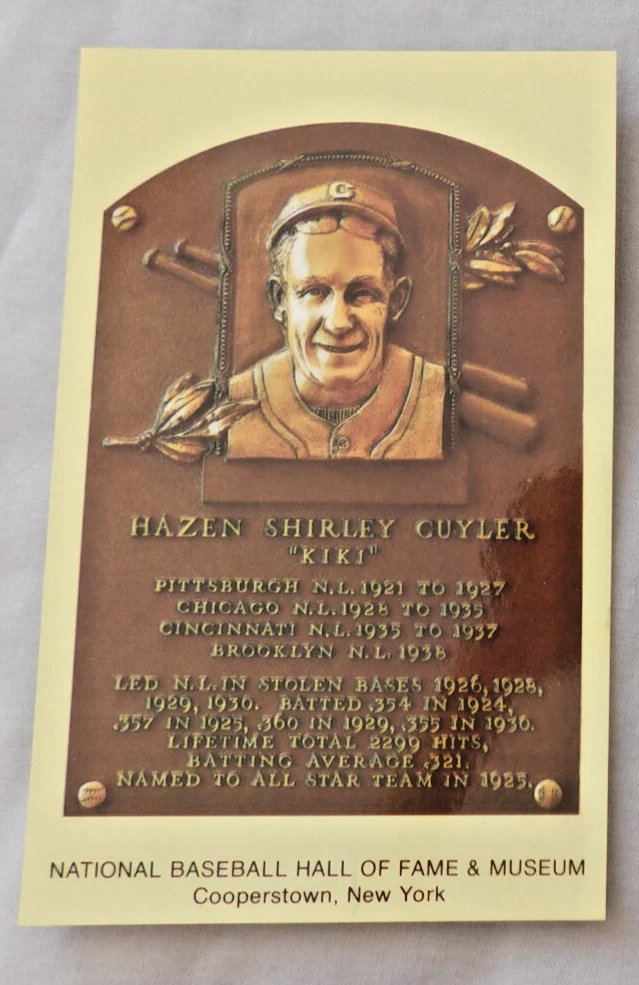 C
HAZEN SHIRLEY CUYLER
"KIKI"
PITTSBURGH N.L. 1921 TO 1927
CHICAGO N.L. 1928 TO 1935
CINCINNATI N.L. 1935 TO 1937
BROOKLYN N.L. 1938
LED N.L. IN STOLEN BASES 1926, 1928,
1929, 1930. BATTED .354 IN 1924,
.357 IN 1925, .360 IN 1929, .355 IN 1930.
LIFETIME TOTAL 2299 HITS,
BATTING AVERAGE .321.
NAMED TO ALL STAR TEAM IN 1925.
NATIONAL BASEBALL HALL OF FAME & MUSEUM
Cooperstown, New York